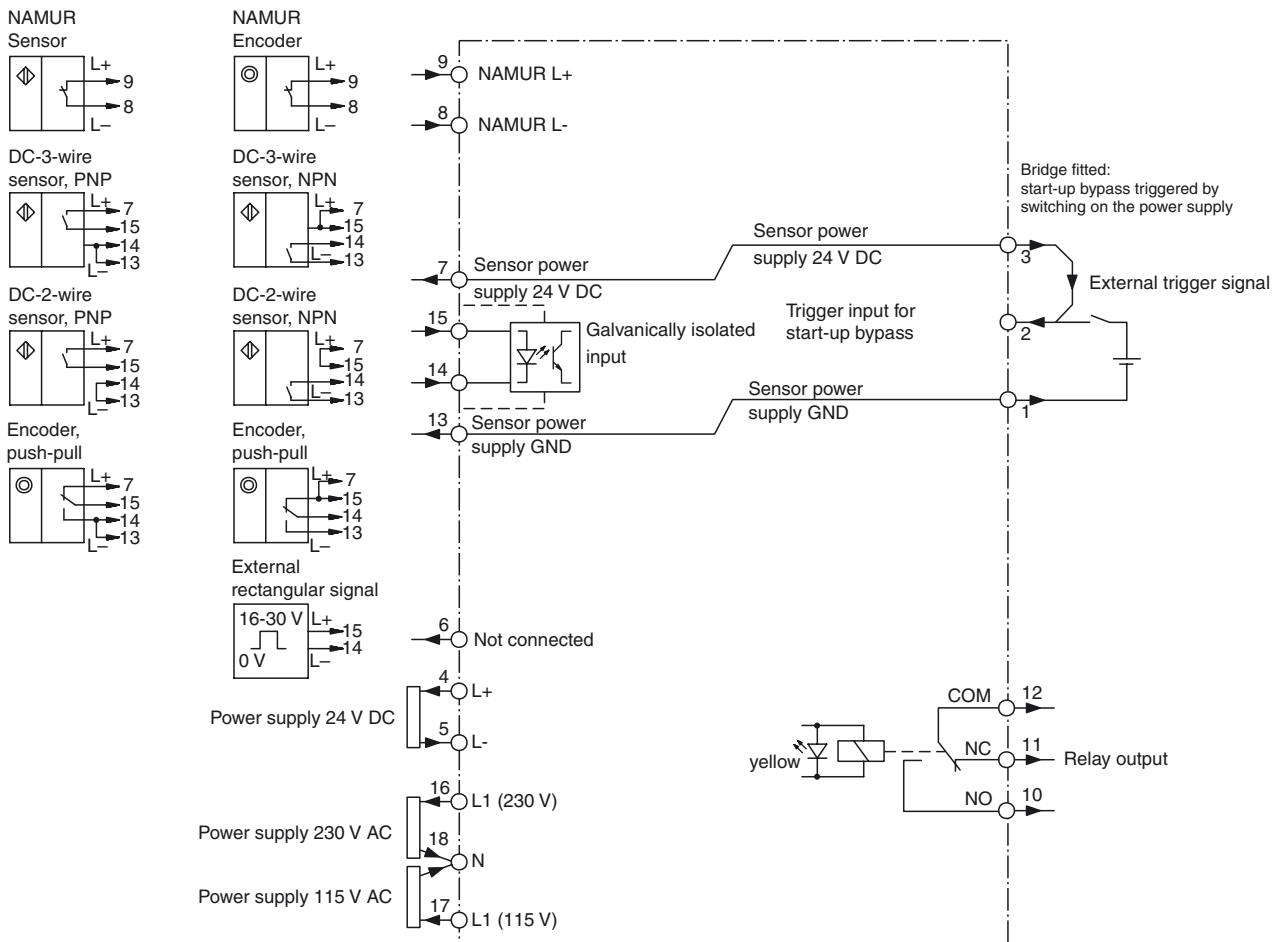 NAMUR
Sensor
L+
9
8
L–
NAMUR
Encoder
L+
9
8
L–
DC-3-wire
sensor, PNP
L+
7
15
14
13
L–
DC-3-wire
sensor, NPN
L+
7
15
14
L–
13
DC-2-wire
sensor, PNP
L+
7
15
14
13
L–
DC-2-wire
sensor, NPN
L+
7
15
14
L–
13
Encoder,
push-pull
L+
7
15
14
13
L–
Encoder,
push-pull
L+
7
15
14
13
L–
External
rectangular signal
16-30 V
0 V
L+
15
14
L–
9
NAMUR L+
8
NAMUR L-
7
Sensor power
supply 24 V DC
15
14
Galvanically isolated
input
13
Sensor power
supply GND
6
Not connected
Power supply 24 V DC
4
L+
5
L-
Power supply 230 V AC
16
L1 (230 V)
18
N
Power supply 115 V AC
17
L1 (115 V)
Bridge fitted:
start-up bypass triggered by
switching on the power supply
Sensor power
supply 24 V DC
3
External trigger signal
Trigger input for
start-up bypass
2
Sensor power
supply GND
1
yellow
COM
12
NC
11
Relay output
NO
10